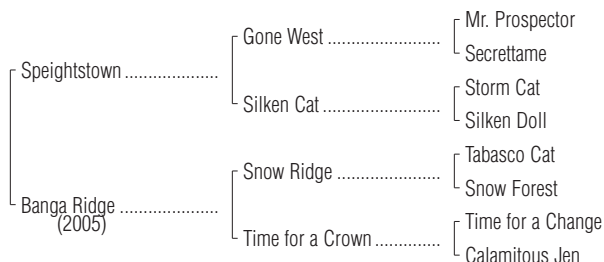 Mr. Prospector
Gone West ........................
Secrettame
Speightstown ...................
Storm Cat
Silken Cat .........................
Silken Doll
Tabasco Cat
Snow Ridge ......................
Snow Forest
Banga Ridge ....................
(2005)
Time for a Change
Time for a Crown .............
Calamitous Jen